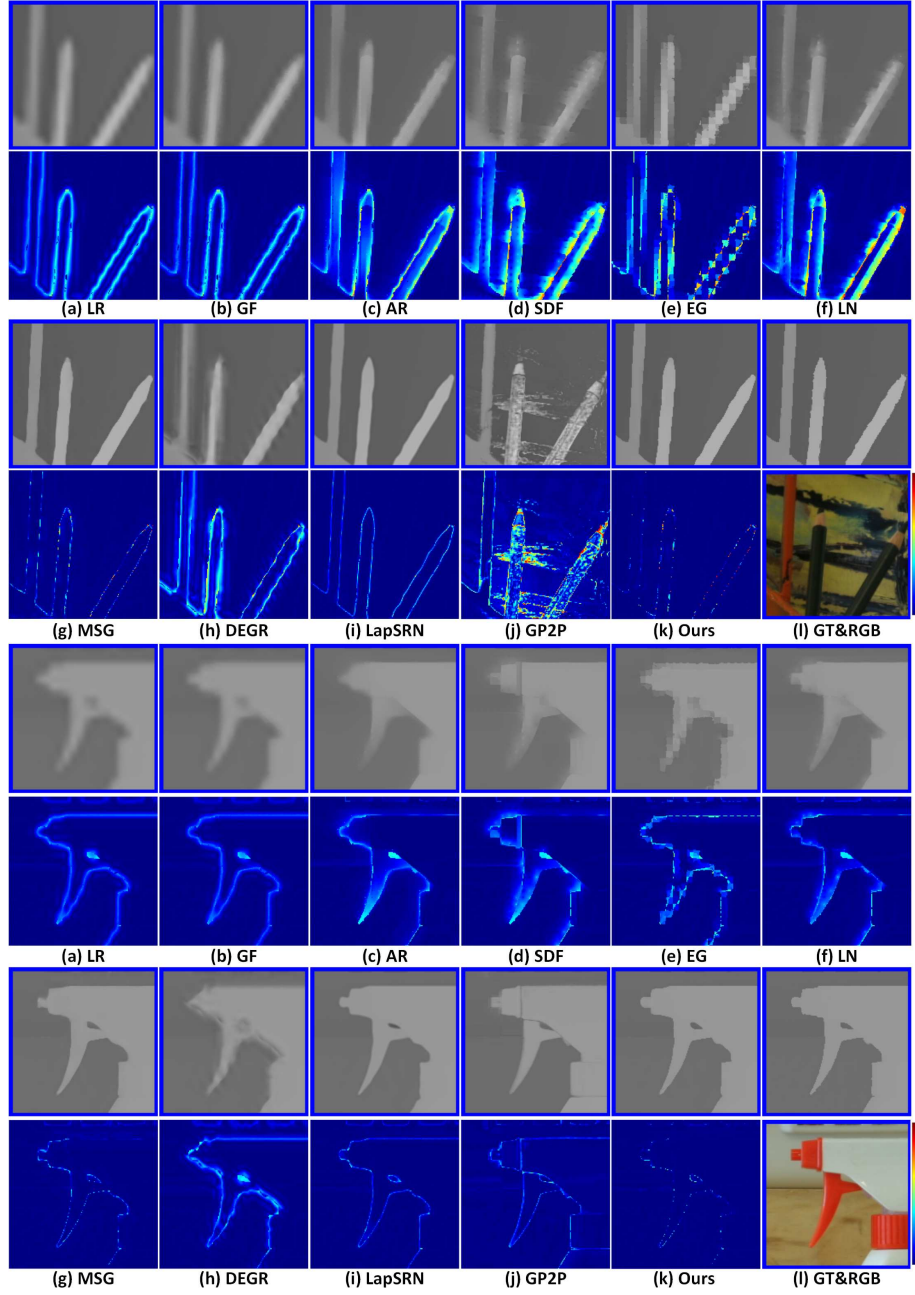 (a) LR (b) GF (c) AR (d) SDF (e) EG (f) LN
(g) MSG (h) DEGR (i) LapSRN (j) GP2P (k) Ours (l) GT&RGB
(a) LR (b) GF (c) AR (d) SDF (e) EG (f) LN
(g) MSG (h) DEGR (i) LapSRN (j) GP2P (k) Ours (l) GT&RGB